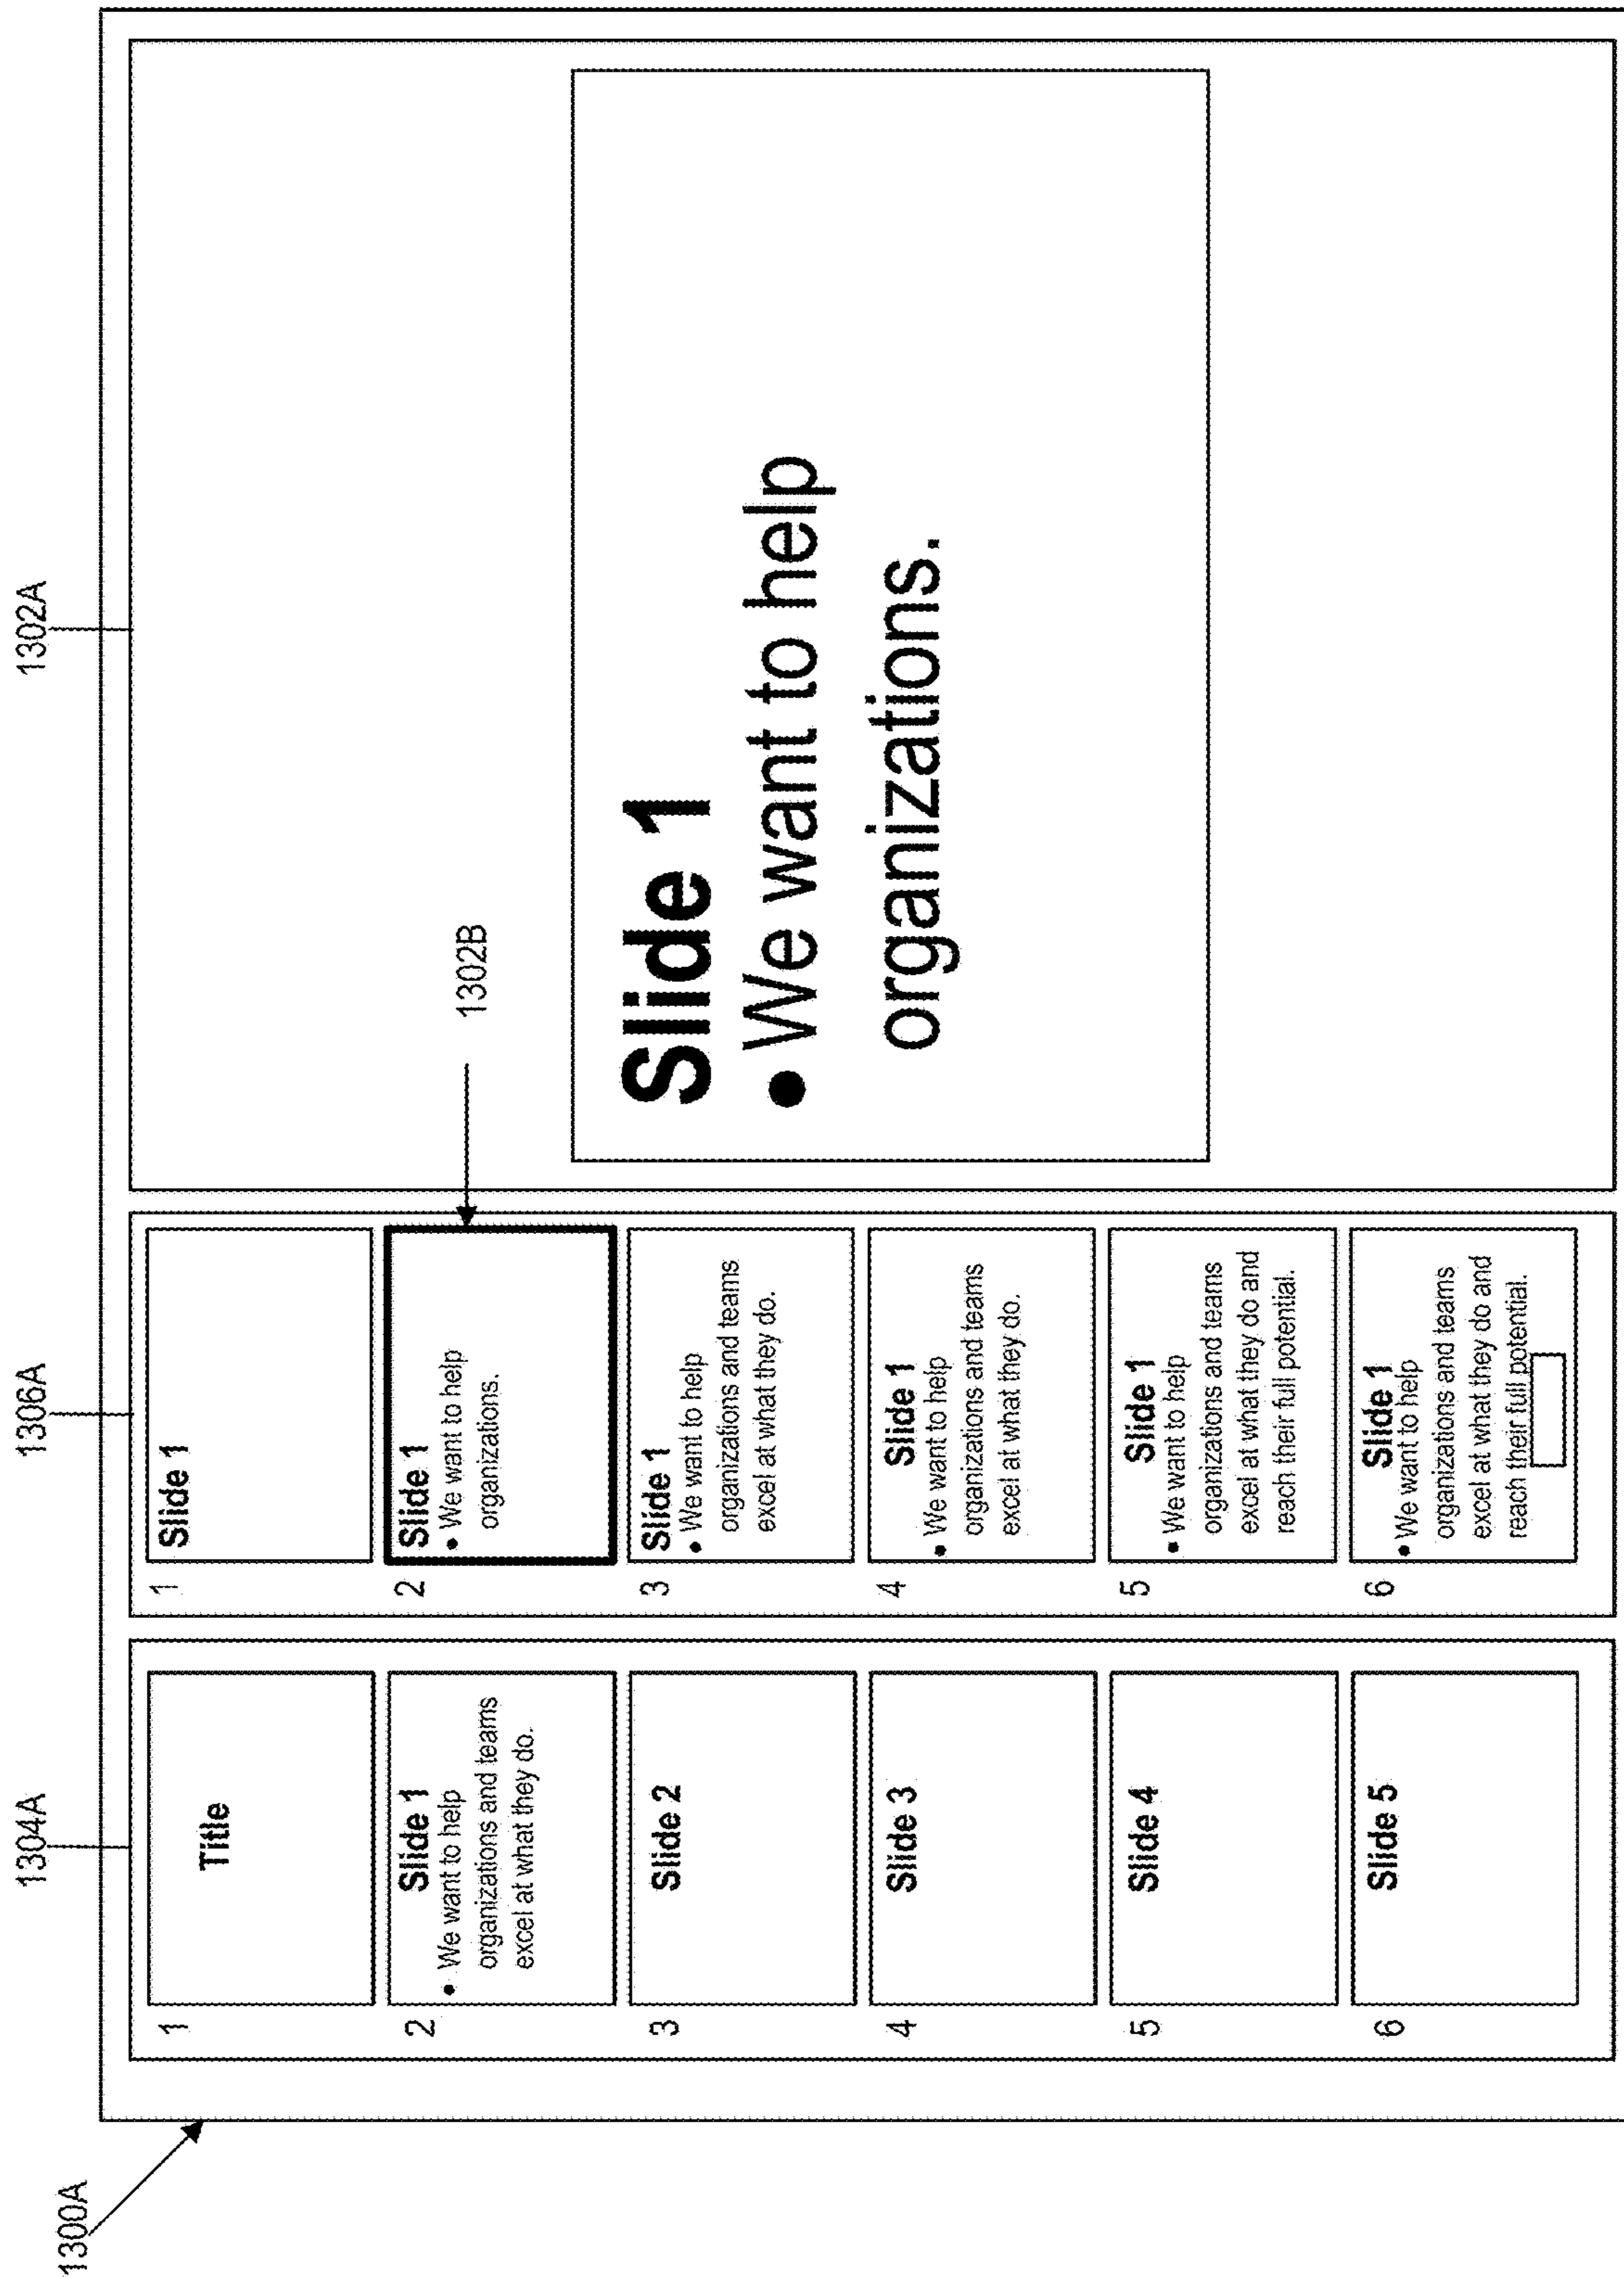 1300A
1304A
1306A
1302A
1
Title
2
Slide 1
• We want to help
organizations and teams
excel at what they do.
3
Slide 2
4
Slide 3
5
Slide 4
6
Slide 5
1
Slide 1
2
Slide 1
• We want to help
organizations.
3
Slide 1
• We want to help
organizations and teams
excel at what they do.
4
Slide 1
• We want to help
organizations and teams
excel at what they do.
5
Slide 1
• We want to help
organizations and teams
excel at what they do and
reach their full potential.
6
Slide 1
• We want to help
organizations and teams
excel at what they do and
reach their full potential.
1302B
Slide 1
• We want to help
organizations.